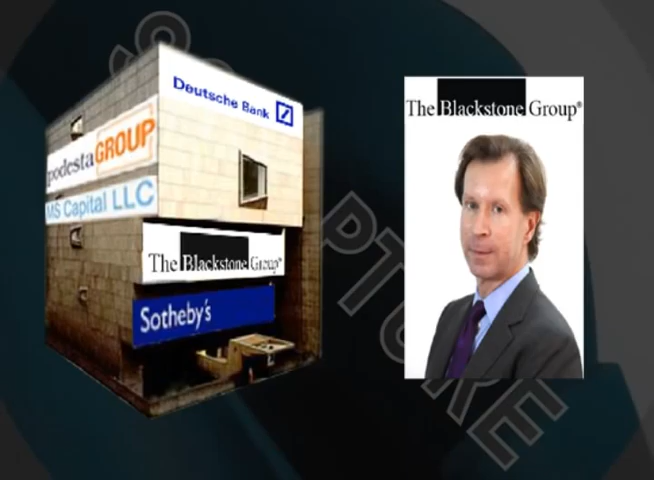 Deutsche Bank
podesta GROUP
MS Capital LLC
The Blackstone Group®
Sotheby's
The Blackstone Group®